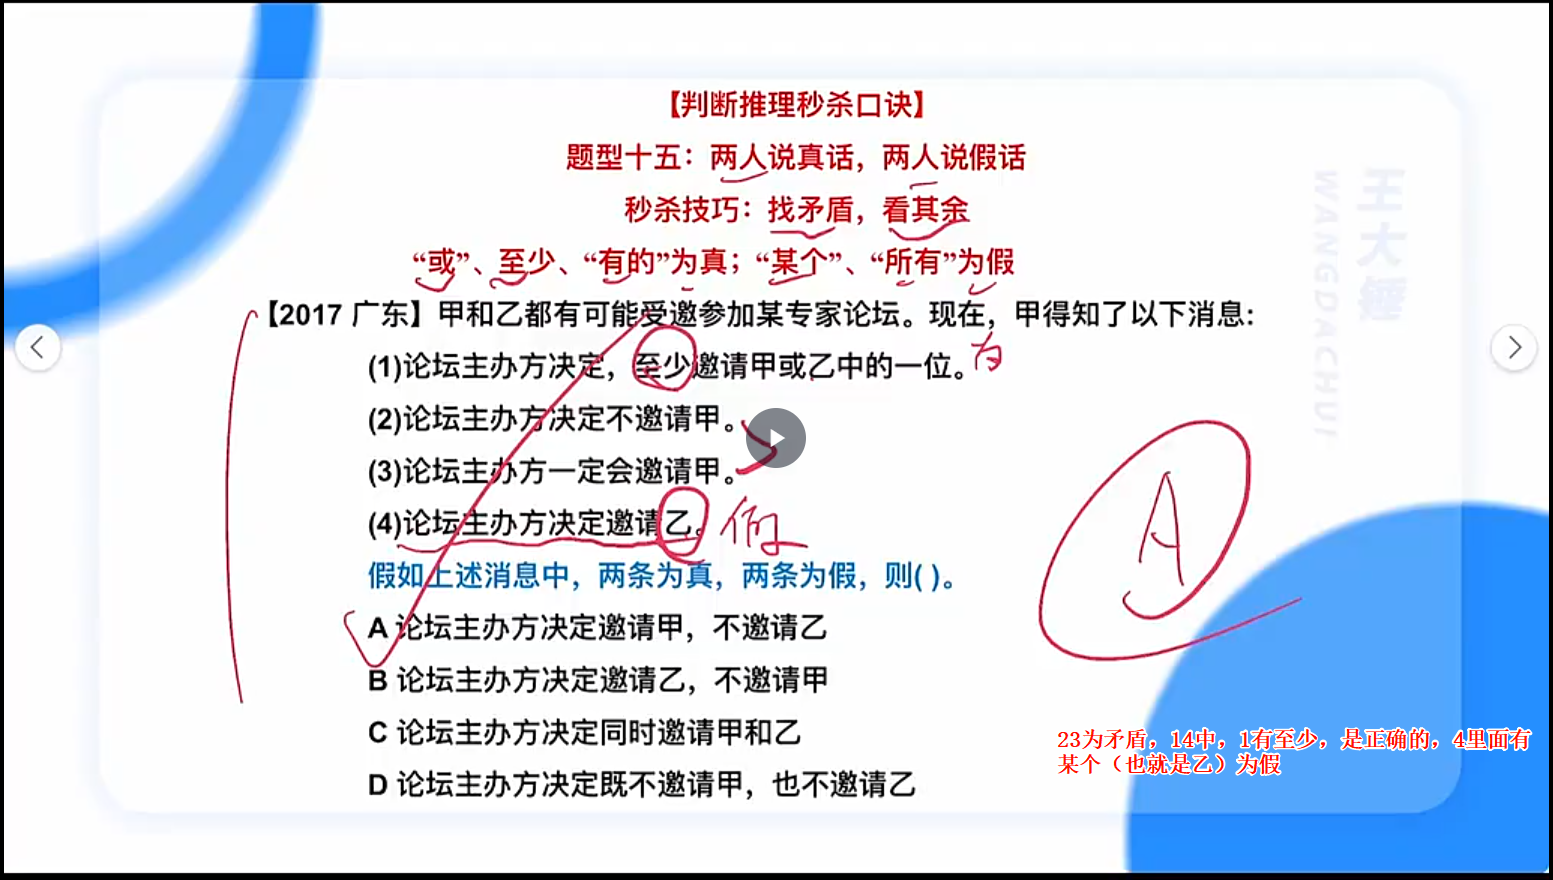 【判断推理秒杀口诀】
题型十五：两人说真话，两人说假话
秒杀技巧：找矛盾，看其余
“或”、至少、“有的”为真；“某个”、“所有”为假
【2017 广东】甲和乙都有可能受邀参加某专家论坛。现在，甲得知了以下消息:
(1)论坛主办方决定，至少邀请甲或乙中的一位。
(2)论坛主办方决定不邀请甲。
(3)论坛主办方一定会邀请甲。
(4)论坛主办方决定邀请乙。
假
假如上述消息中，两条为真，两条为假，则( )。
A 论坛主办方决定邀请甲，不邀请乙
B 论坛主办方决定邀请乙，不邀请甲
C 论坛主办方决定同时邀请甲和乙
D 论坛主办方决定既不邀请甲，也不邀请乙
A
王大锤
WANGDACHUI
23为矛盾，14中，1有至少，是正确的，4里面有
某个（也就是乙）为假